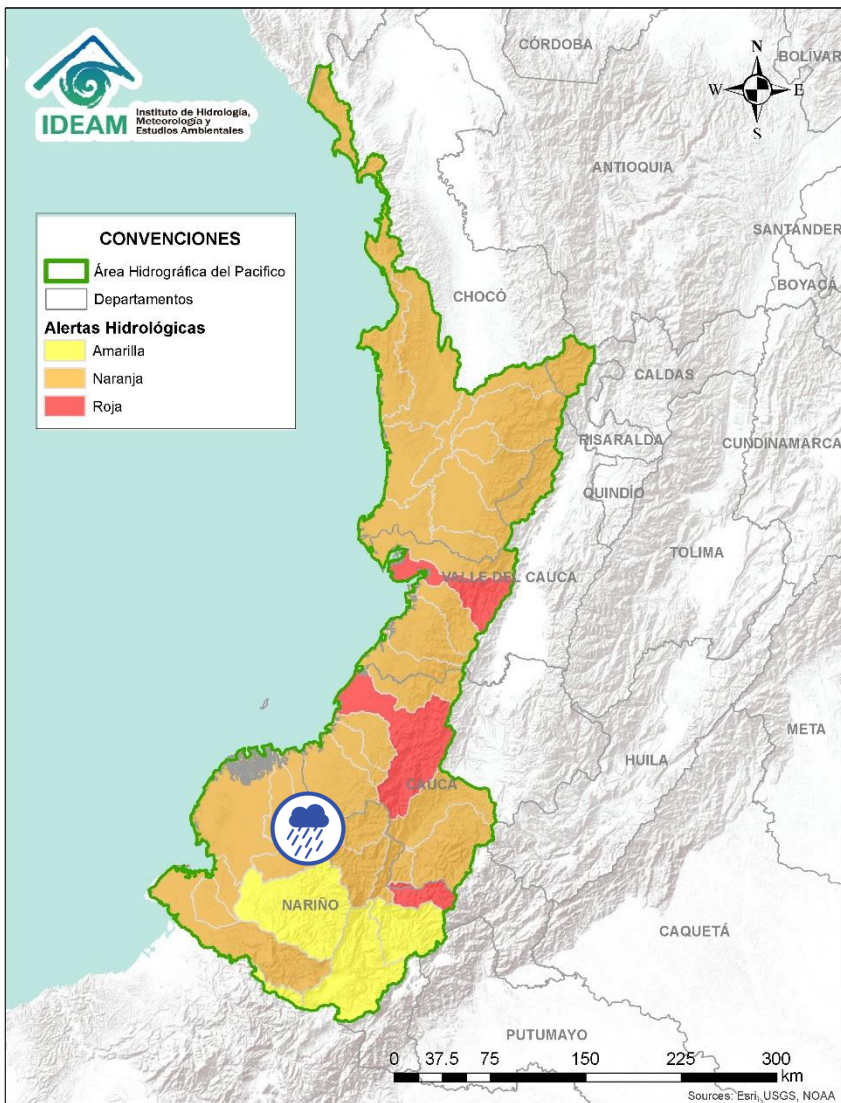 IDEAM
Instituto de Hidrología,
Meteorología y
Estudios Ambientales
N
W
E
S
CONVENCIONES
Área Hidrográfica del Pacifico
Departamentos
Alertas Hidrológicas
Amarilla
Naranja
Roja
CÓRDOBA
BOLÍVAR
ANTIOQUIA
SANTANDER
BOYACÁ
CHOCÓ
CALDAS
RISARALDA
CUNDINAMARCA
QUINDÍO
TOLIMA
VALLE DEL CAUCA
META
HUILA
CAUCA
NARIÑO
CAQUETÁ
PUTUMAYO
0 37.5 75 150 225 300
km
Sources: Esri, USGS, NOAA